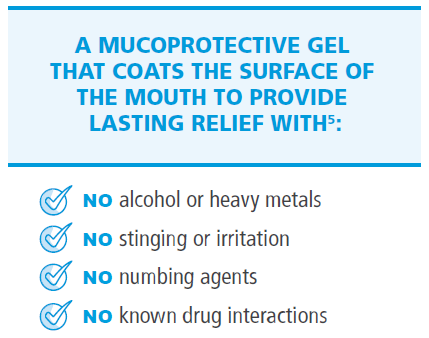 A MUCOPROTECTIVE GEL
THAT COATS THE SURFACE OF
THE MOUTH TO PROVIDE
LASTING RELIEF WITH⁵:
NO alcohol or heavy metals
NO stinging or irritation
NO numbing agents
NO known drug interactions